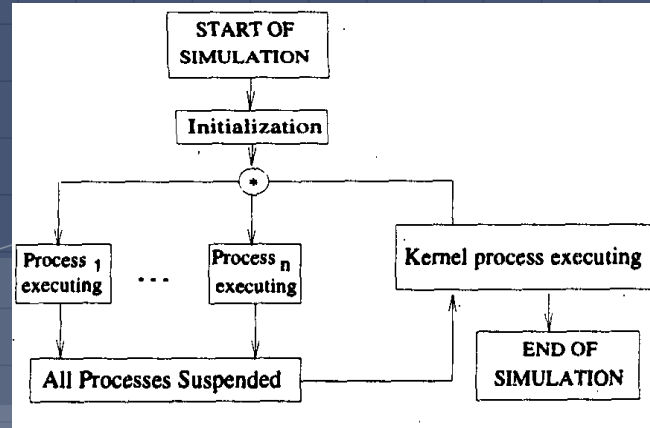 START OF
SIMULATION
Initialization
*
Process 1
executing
...
Process n
executing
Kernel process executing
All Processes Suspended
END OF
SIMULATION